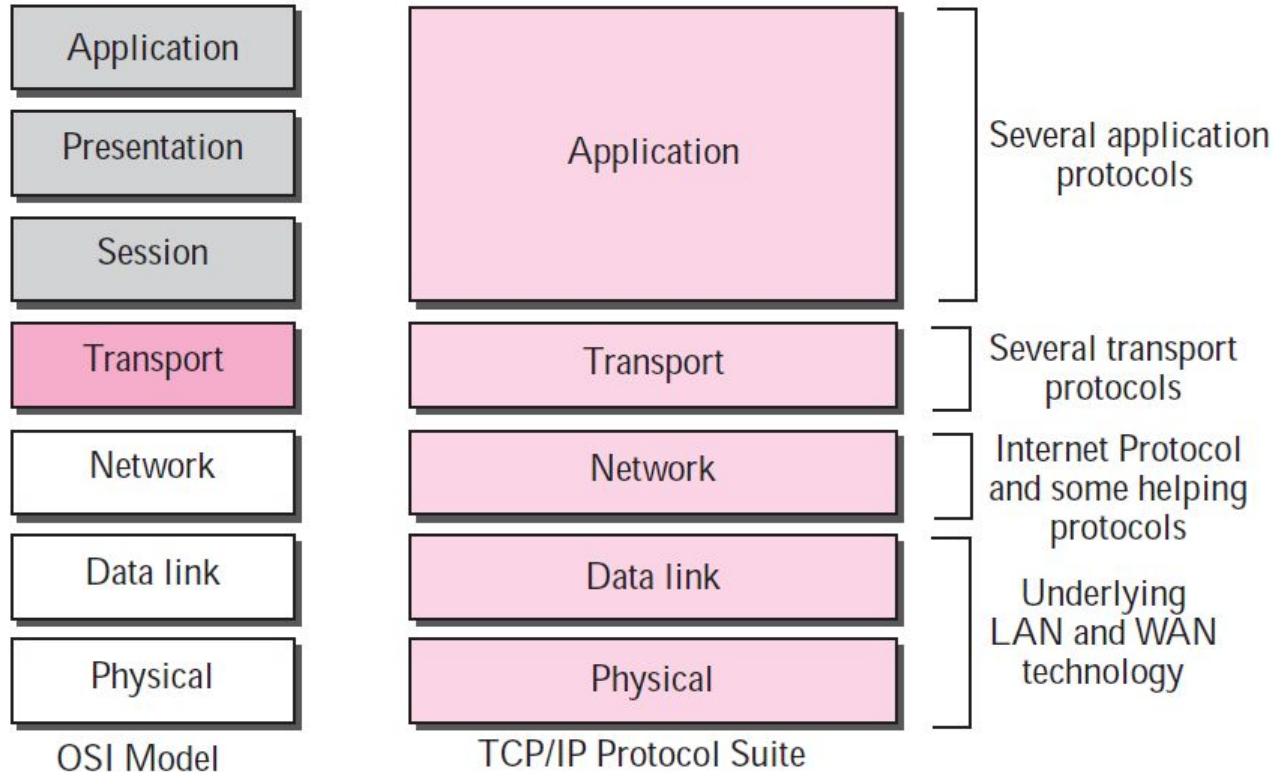 Application
Presentation
Session
Transport
Network
Data link
Physical
OSI Model
Application
Transport
Network
Data link
Physical
TCP/IP Protocol Suite
Several application
protocols
Several transport
protocols
Internet Protocol
and some helping
protocols
Underlying
LAN and WAN
technology